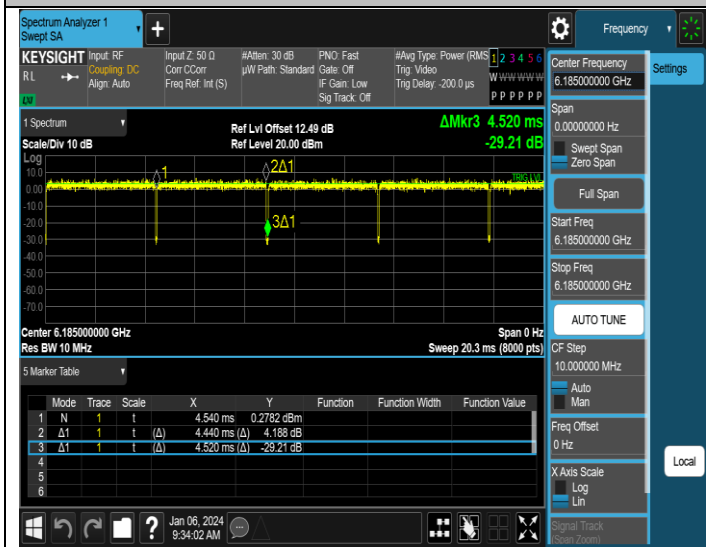 Spectrum Analyzer 1
Swept SA
Frequency
KEYSIGHT
RL
LXI
Input: RF
Coupling: DC
Align: Auto
Input Z: 50 Ω
Corr CCorr
Freq Ref: Int (S)
#Atten: 30 dB
µW Path: Standard
PNO: Fast
Gate: Off
IF Gain: Low
Sig Track: Off
#Avg Type: Power (RMS
Trig: Video
Trig Delay: -200.0 µs
1 2 3 4 5 6
W W W W W W
P P P P P P
1 Spectrum
Scale/Div 10 dB
Ref Lvl Offset 12.49 dB
Ref Level 20.00 dBm
ΔMkr3 4.520 ms
-29.21 dB
Log
10.0
0.00
-10.0
-20.0
-30.0
-40.0
-50.0
-60.0
-70.0
1
2Δ1
3Δ1
TRIG LVL
Center 6.185000000 GHz
Res BW 10 MHz
Span 0 Hz
Sweep 20.3 ms (8000 pts)
5 Marker Table
Mode Trace Scale X Y Function Function Width Function Value
1 N 1 t 4.540 ms 0.2782 dBm
2 Δ1 1 t (Δ) 4.440 ms (Δ) 4.188 dB
3 Δ1 1 t (Δ) 4.520 ms (Δ) -29.21 dB
4
5
6
Jan 06, 2024
9:34:02 AM
Center Frequency
6.185000000 GHz
Span
0.00000000 Hz
Swept Span
Zero Span
Full Span
Start Freq
6.185000000 GHz
Stop Freq
6.185000000 GHz
AUTO TUNE
CF Step
10.000000 MHz
Auto
Man
Freq Offset
0 Hz
X Axis Scale
Log
Lin
Signal Track
(Span Zoom)
Settings
Local